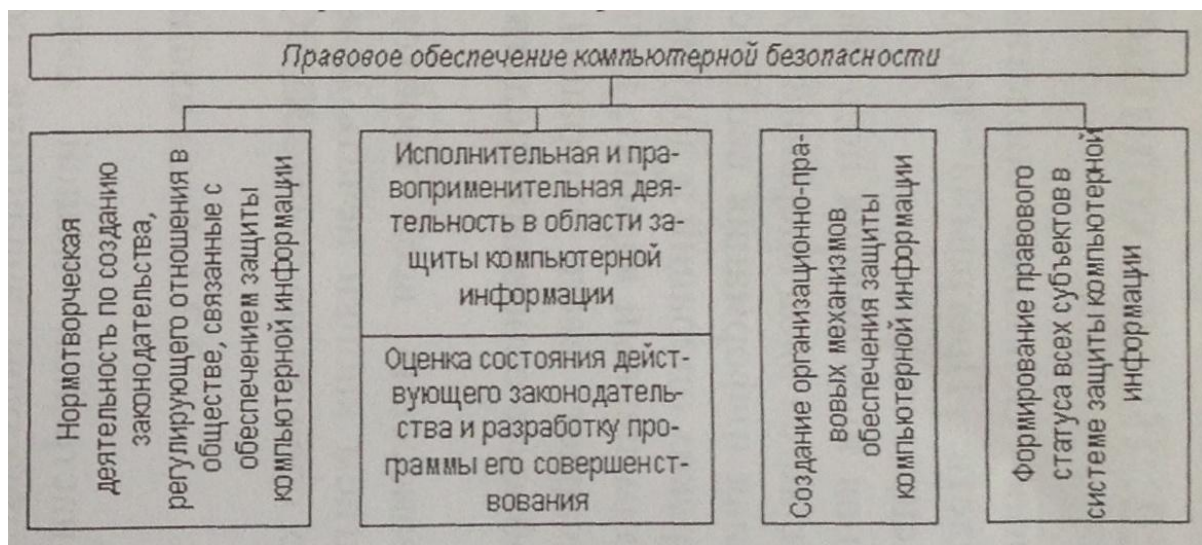 Правовое обеспечение компьютерной безопасности
Нормотворческая
деятельность по созданию
законодательства,
регулирующего отношения в
обществе, связанные с
обеспечением защиты
компьютерной информации
Исполнительная и пра-
воприменительная дея-
тельность в области за-
щиты компьютерной
информации
Оценка состояния дейст-
вующего законодатель-
ства и разработку про-
граммы его совершенст-
вования
Создание организационно-пра-
вовых механизмов
обеспечения защиты
компьютерной информации
Формирование правового
статуса всех субъектов в
системе защиты компьютерной
информации